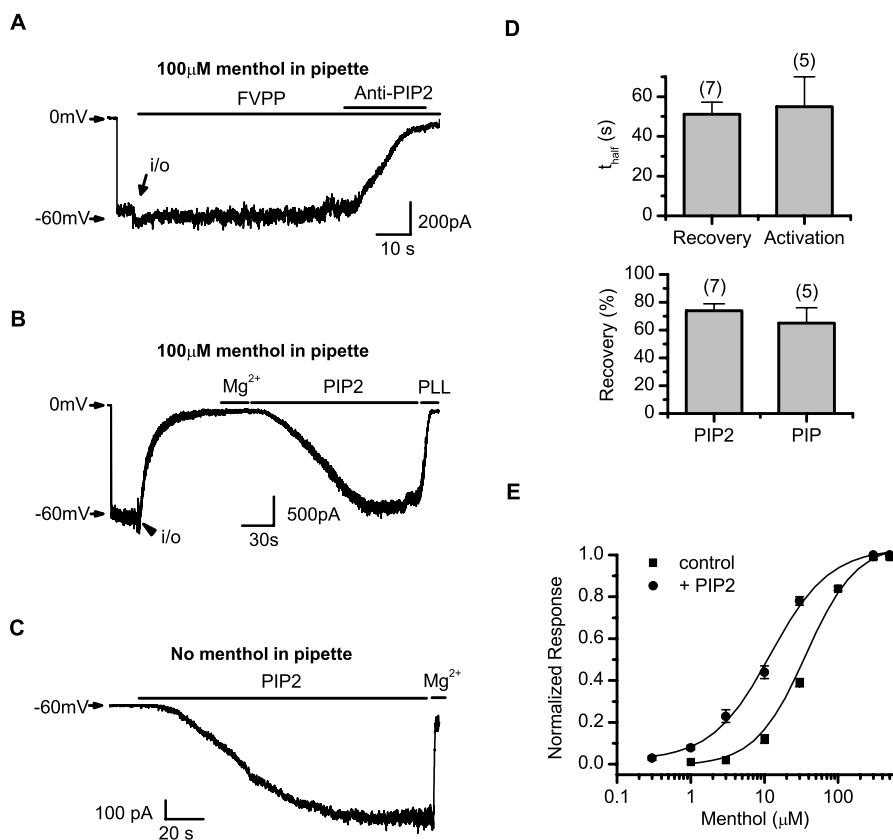 A
100µM menthol in pipette
FVPP
Anti-PIP2
0mV
i/o
-60mV
200pA
10 s
B
100µM menthol in pipette
Mg2+
PIP2
PLL
0mV
-60mV
i/o
500pA
30s
C
No menthol in pipette
PIP2
Mg2+
-60mV
100 pA
20 s
D
(7)
(5)
60
40
20
0
t half (s)
Recovery
Activation
(7)
(5)
100
80
60
40
20
0
Recovery (%)
PIP2
PIP
E
control
+ PIP2
1.0
0.8
0.6
0.4
0.2
0.0
Normalized Response
0.1
1
10
100
Menthol (µM)